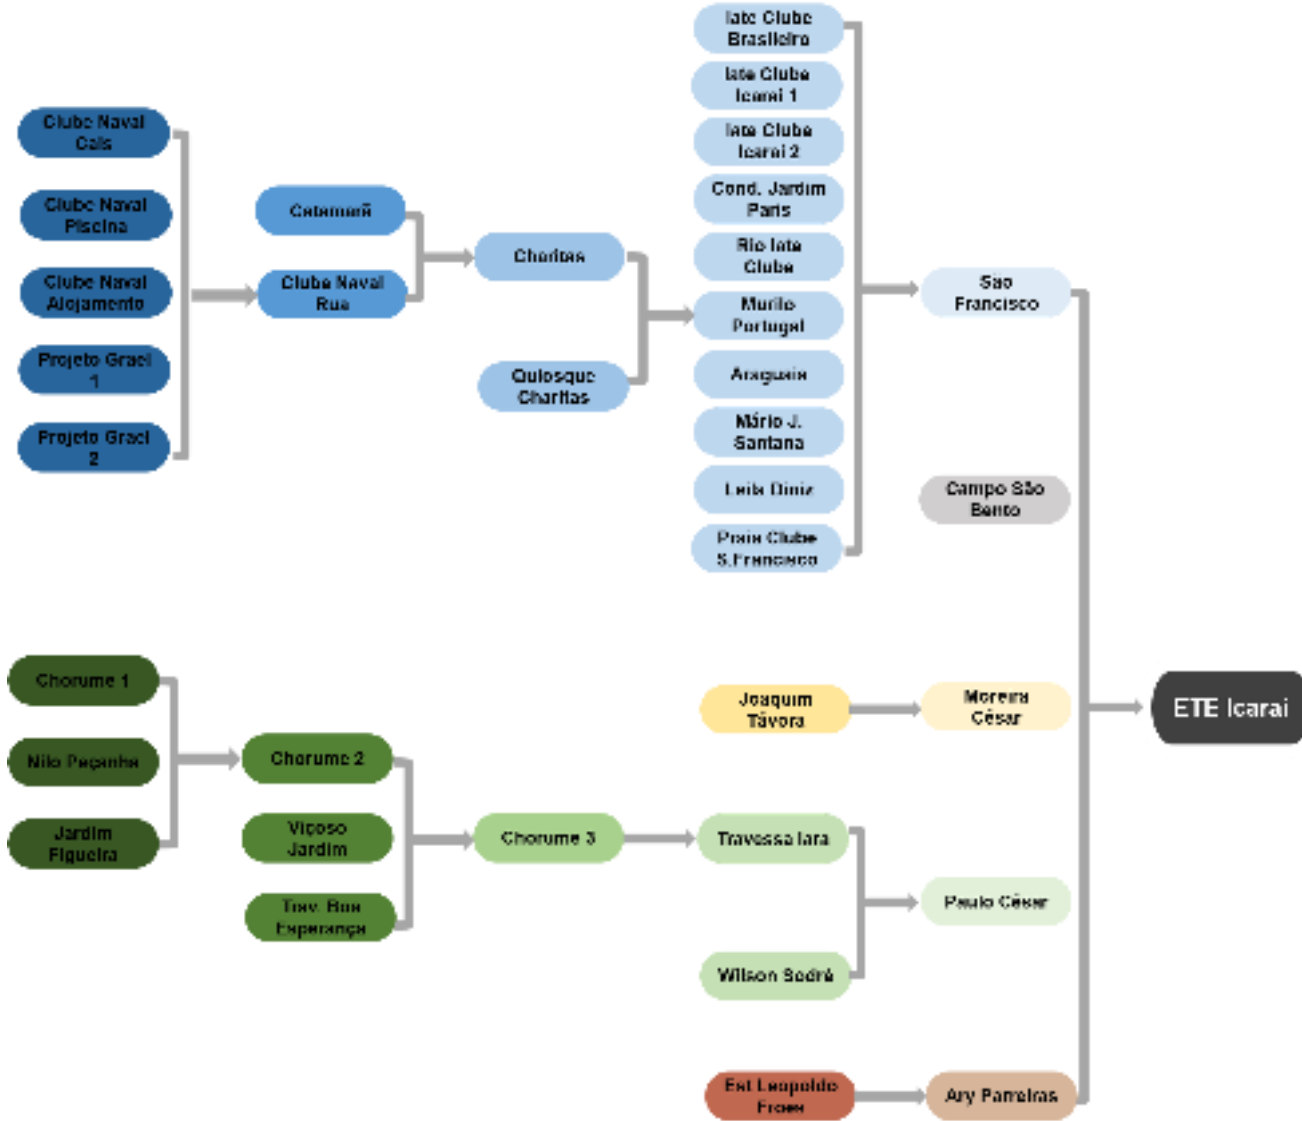 Clube Naval
Cais
Clube Naval
Piscina
Clube Naval
Alojamento
Projeto Grael
1
Projeto Grael
2
Catamarã
Clube Naval
Rua
Charitas
Quiosque
Charitas
Iate Clube
Brasileiro
Iate Clube
Icarai 1
Iate Clube
Icarai 2
Cond. Jardim
Paris
Rio Iate
Clube
Murilo
Portugal
Araguaia
Mário J.
Santana
Leila Diniz
Praia Clube
S.Francisco
São
Francisco
Campo São
Bento
Chorume 1
Nilo Peçanha
Jardim
Figueira
Chorume 2
Viçoso
Jardim
Trav. Boa
Esperança
Chorume 3
Joaquim
Távora
Moreira
César
Travessa Iara
Wilson Sodré
Paulo César
Est Leopoldo
Froes
Ary Parreiras
ETE Icarai